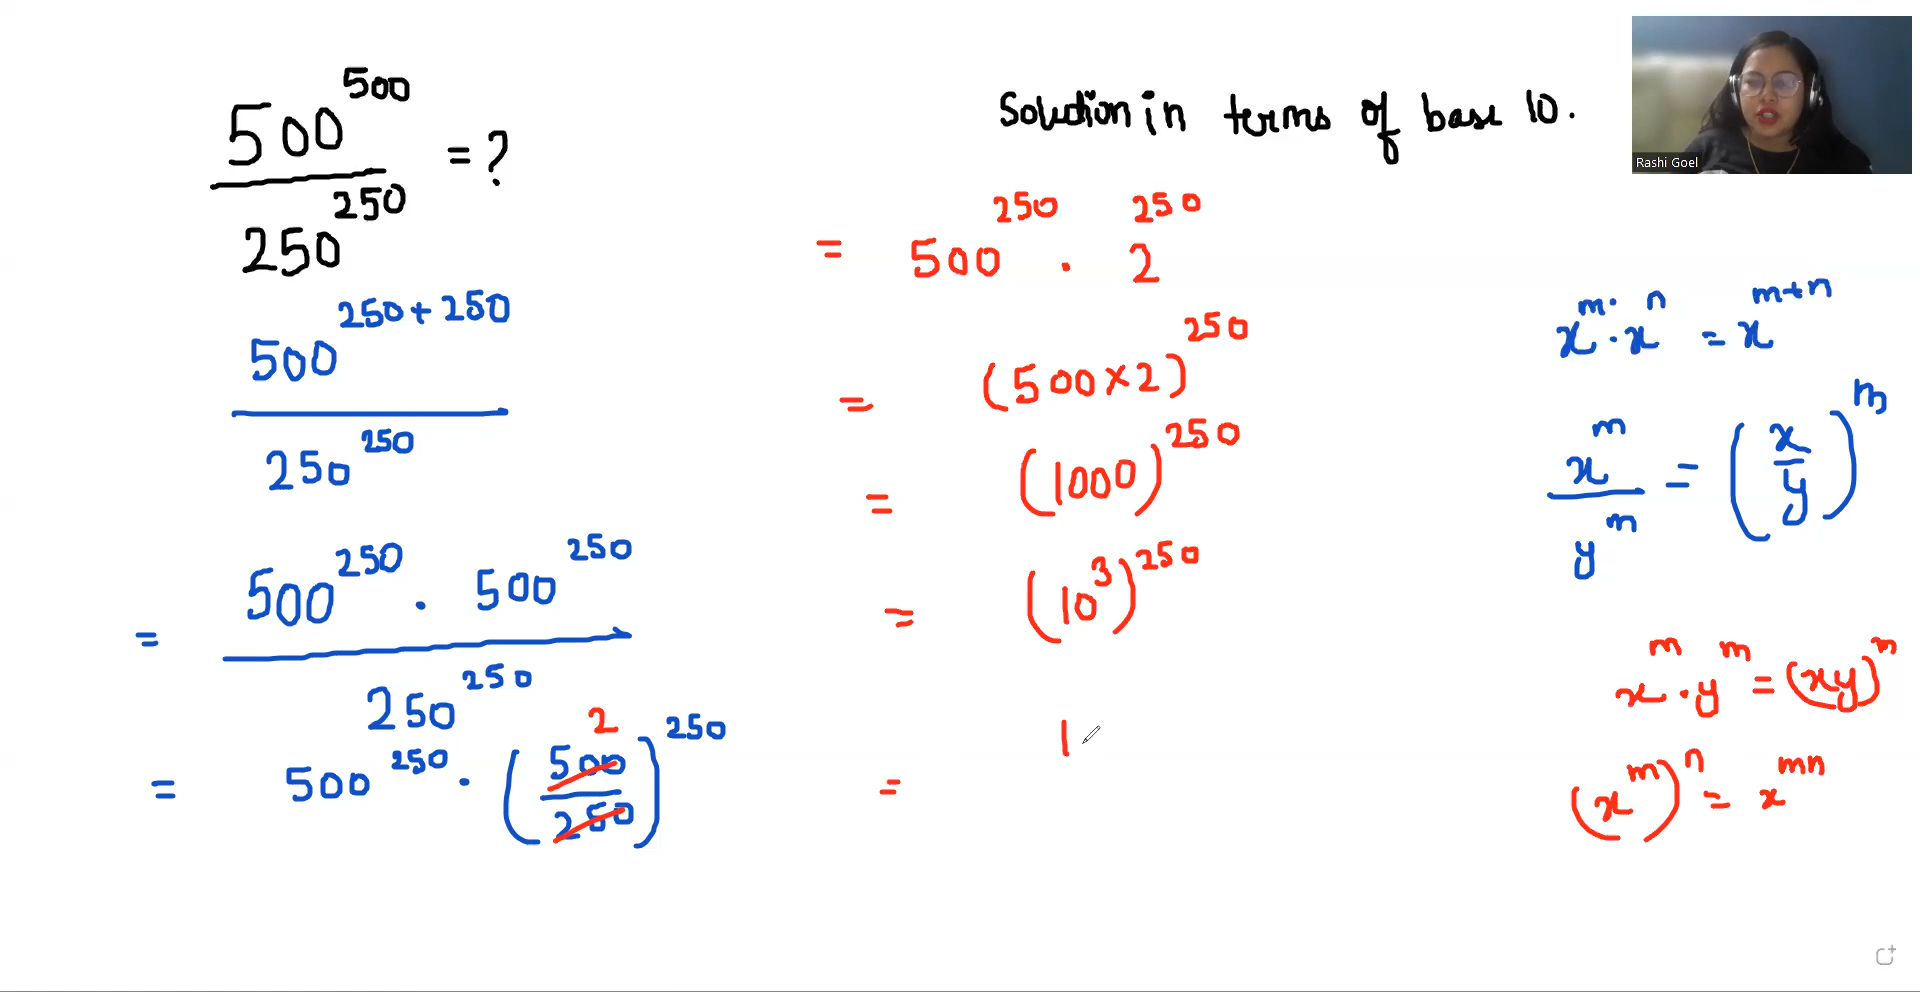 500^500 / 250^250 = ?
500^(250+250) / 250^250
= 500^250 · 500^250 / 250^250
= 500^250 · (500/250)^250
2
Solution in terms of base 10.
= 500^250 · 2^250
= (500×2)^250
= (1000)^250
= (10^3)^250
= 1
x^m · x^n = x^(m+n)
x^m / y^m = (x/y)^m
x^m · y^m = (xy)^m
(x^m)^n = x^mn
Rashi Goel